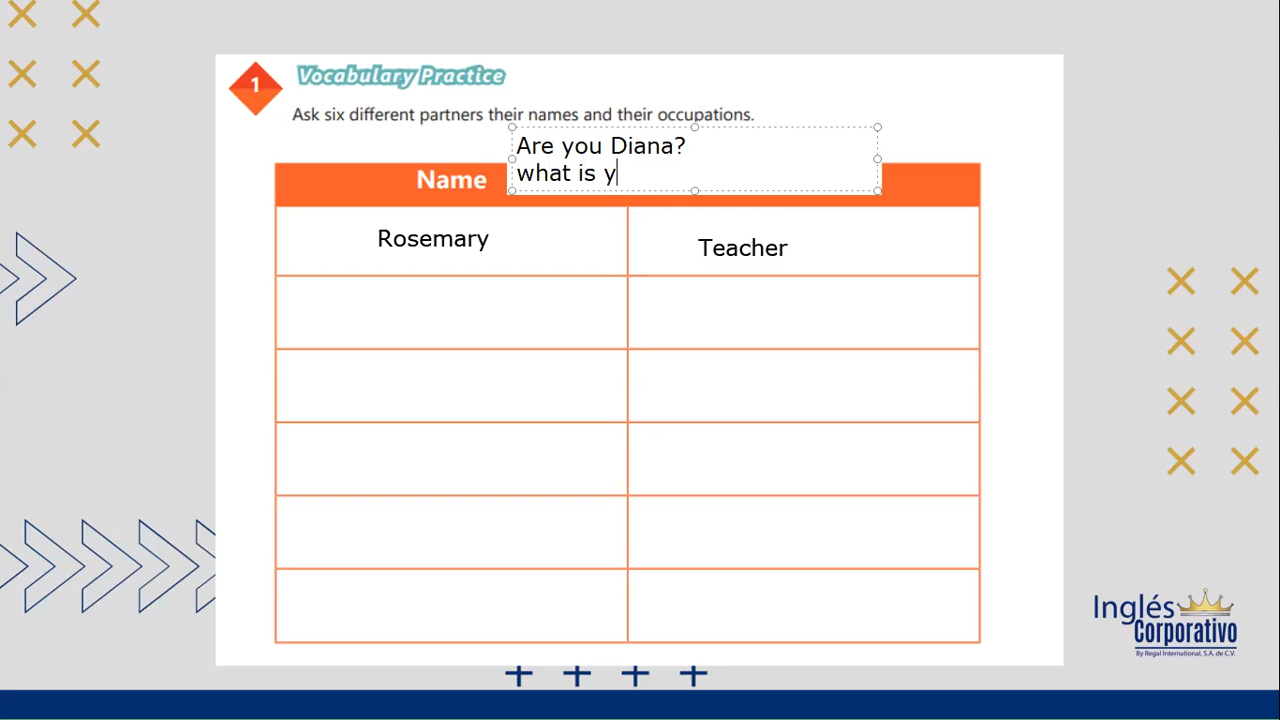 1
Vocabulary Practice
Ask six different partners their names and their occupations.
Are you Diana?
what is y
Name
Rosemary
Teacher
Inglés
Corporativo
By Regal International, S.A. de C.V.